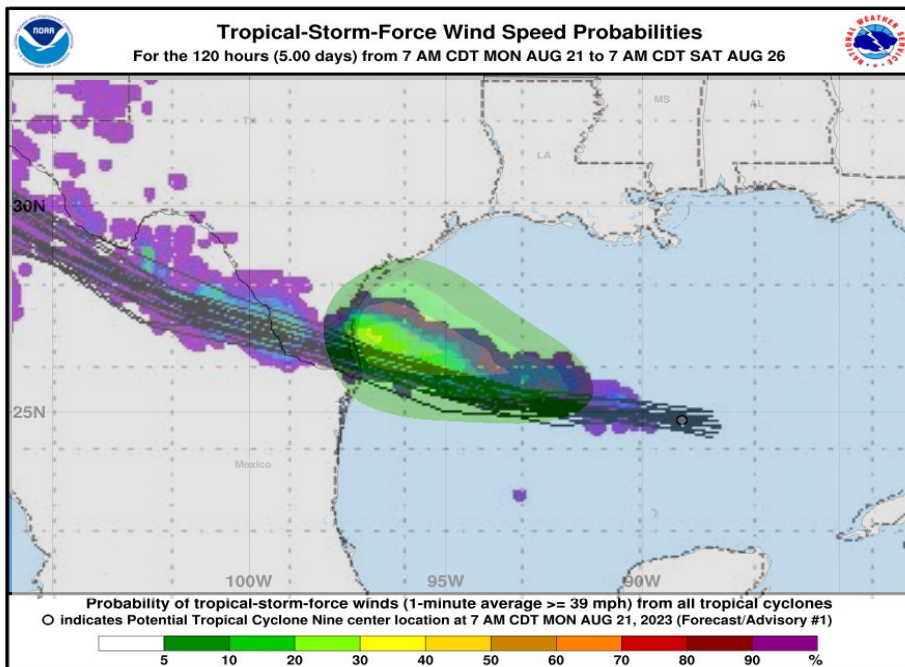 NOAA
Tropical-Storm-Force Wind Speed Probabilities
For the 120 hours (5.00 days) from 7 AM CDT MON AUG 21 to 7 AM CDT SAT AUG 26
NATIONAL WEATHER SERVICE
TX
LA
MS
AL
30N
25N
Mexico
100W 95W 90W
Probability of tropical-storm-force winds (1-minute average >= 39 mph) from all tropical cyclones
indicates Potential Tropical Cyclone Nine center location at 7 AM CDT MON AUG 21, 2023 (Forecast/Advisory #1)
5 10 20 30 40 50 60 70 80 90 %